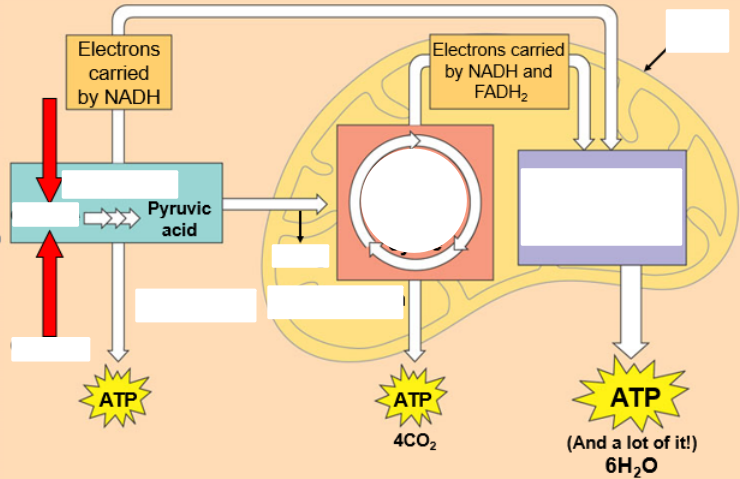 Electrons
carried
by NADH
Electrons carried
by NADH and
FADH₂
Pyruvic
acid
ATP
ATP
4CO₂
ATP
(And a lot of it!)
6H₂O